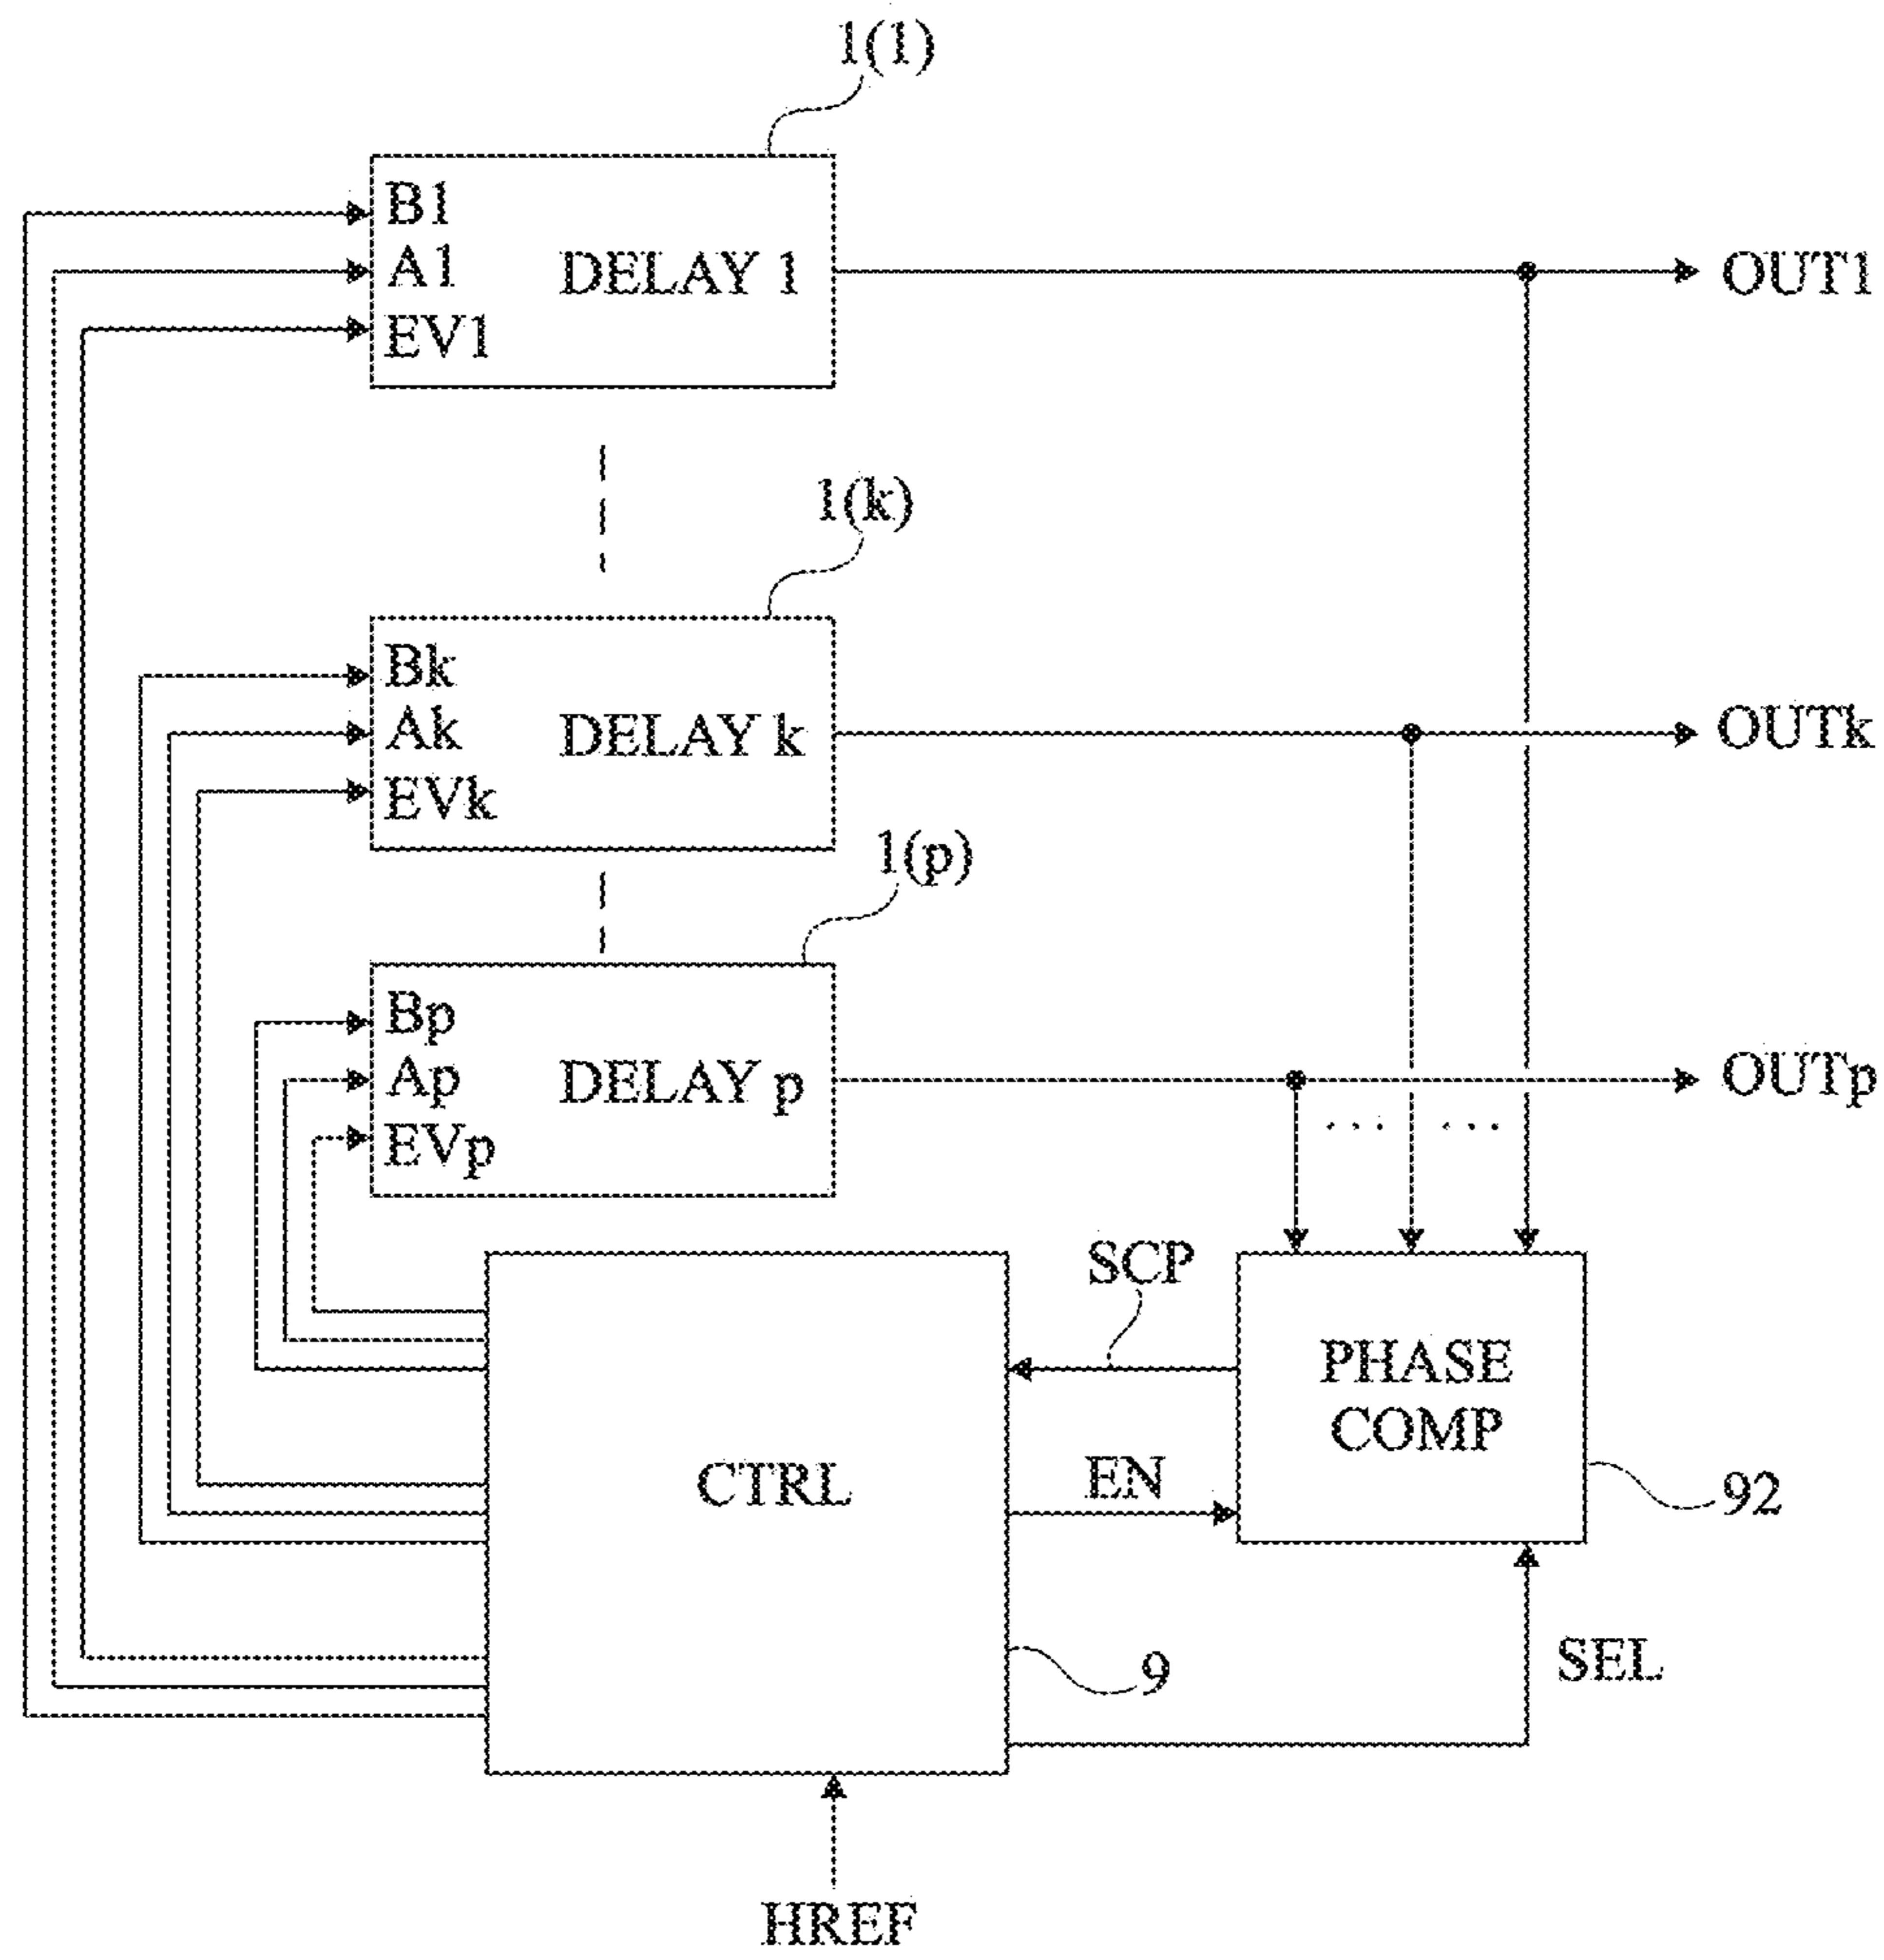 1(1)
B1
A1
EV1
DELAY 1
OUT1
1(k)
Bk
Ak
EVk
DELAY k
OUTk
1(p)
Bp
Ap
EVp
DELAY p
OUTp
... ...
SCP
PHASE
COMP
CTRL
EN
92
9
SEL
HREF